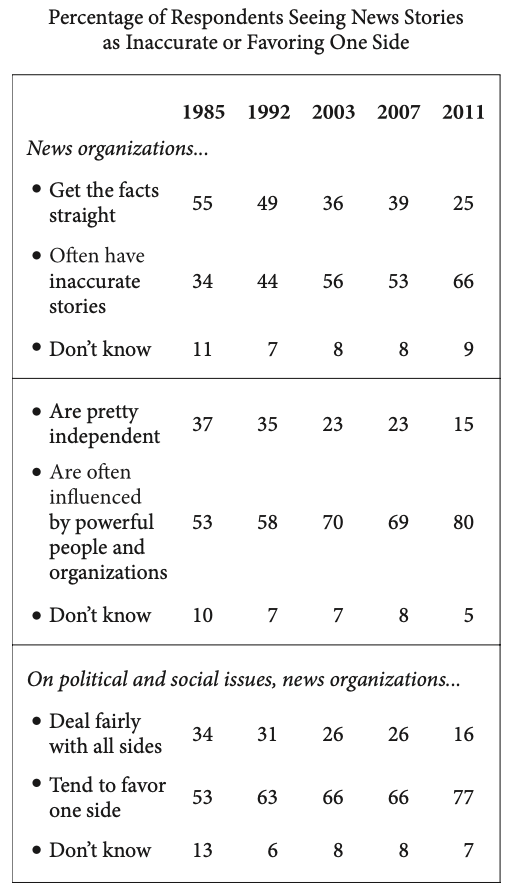 Percentage of Respondents Seeing News Stories
as Inaccurate or Favoring One Side
1985 1992 2003 2007 2011
News organizations...
• Get the facts
straight 55 49 36 39 25
• Often have
inaccurate 34 44 56 53 66
stories
• Don't know 11 7 8 8 9
• Are pretty
independent 37 35 23 23 15
• Are often
influenced
by powerful 53 58 70 69 80
people and
organizations
• Don't know 10 7 7 8 5
On political and social issues, news organizations...
• Deal fairly
with all sides 34 31 26 26 16
• Tend to favor
one side 53 63 66 66 77
• Don't know 13 6 8 8 7